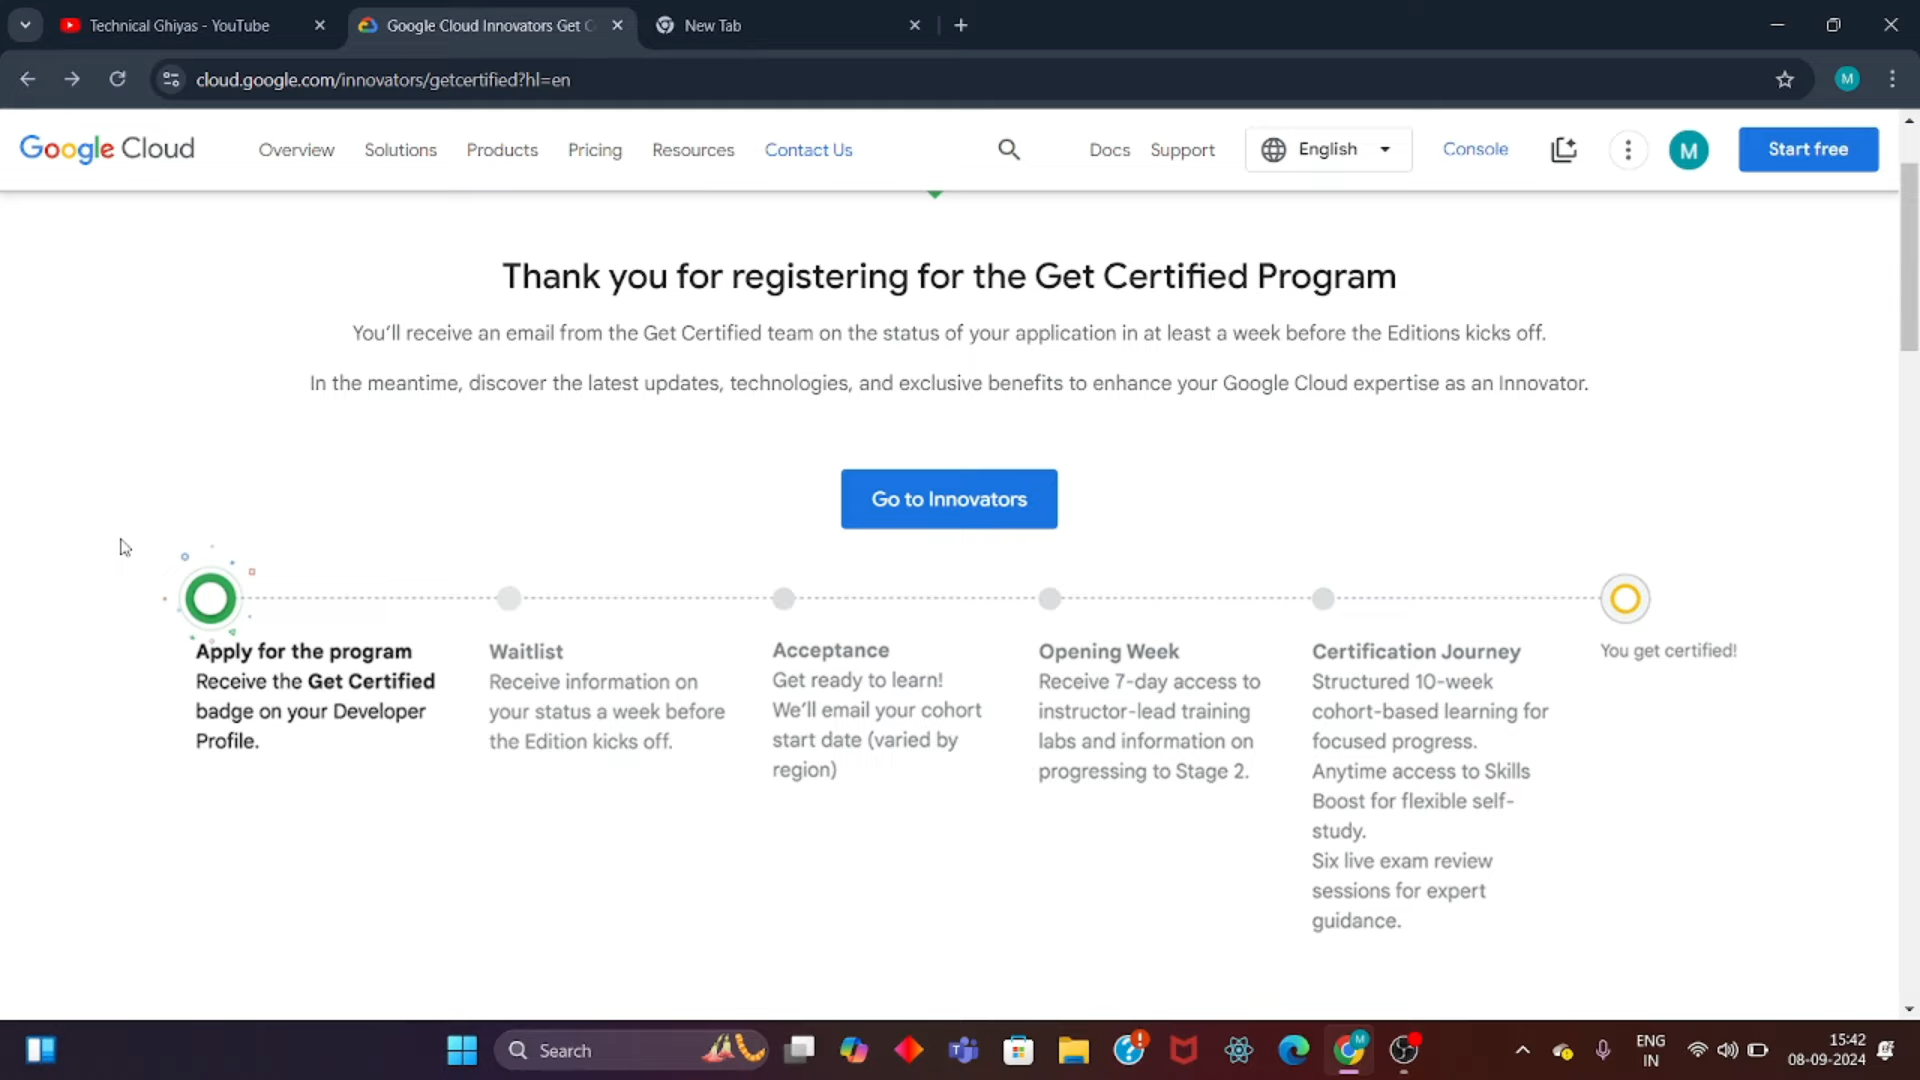 Technical Ghiyas - YouTube
Google Cloud Innovators Get C
New Tab
cloud.google.com/innovators/getcertified?hl=en
M
Google Cloud
Overview
Solutions
Products
Pricing
Resources
Contact Us
Docs
Support
English
Console
M
Start free
Thank you for registering for the Get Certified Program
You’ll receive an email from the Get Certified team on the status of your application in at least a week before the Editions kicks off.
In the meantime, discover the latest updates, technologies, and exclusive benefits to enhance your Google Cloud expertise as an Innovator.
Go to Innovators
Apply for the program
Receive the Get Certified
badge on your Developer
Profile.
Waitlist
Receive information on
your status a week before
the Edition kicks off.
Acceptance
Get ready to learn!
We’ll email your cohort
start date (varied by
region)
Opening Week
Receive 7-day access to
instructor-lead training
labs and information on
progressing to Stage 2.
Certification Journey
Structured 10-week
cohort-based learning for
focused progress.
Anytime access to Skills
Boost for flexible self-
study.
Six live exam review
sessions for expert
guidance.
You get certified!
Search
M
ENG
IN
15:42
08-09-2024